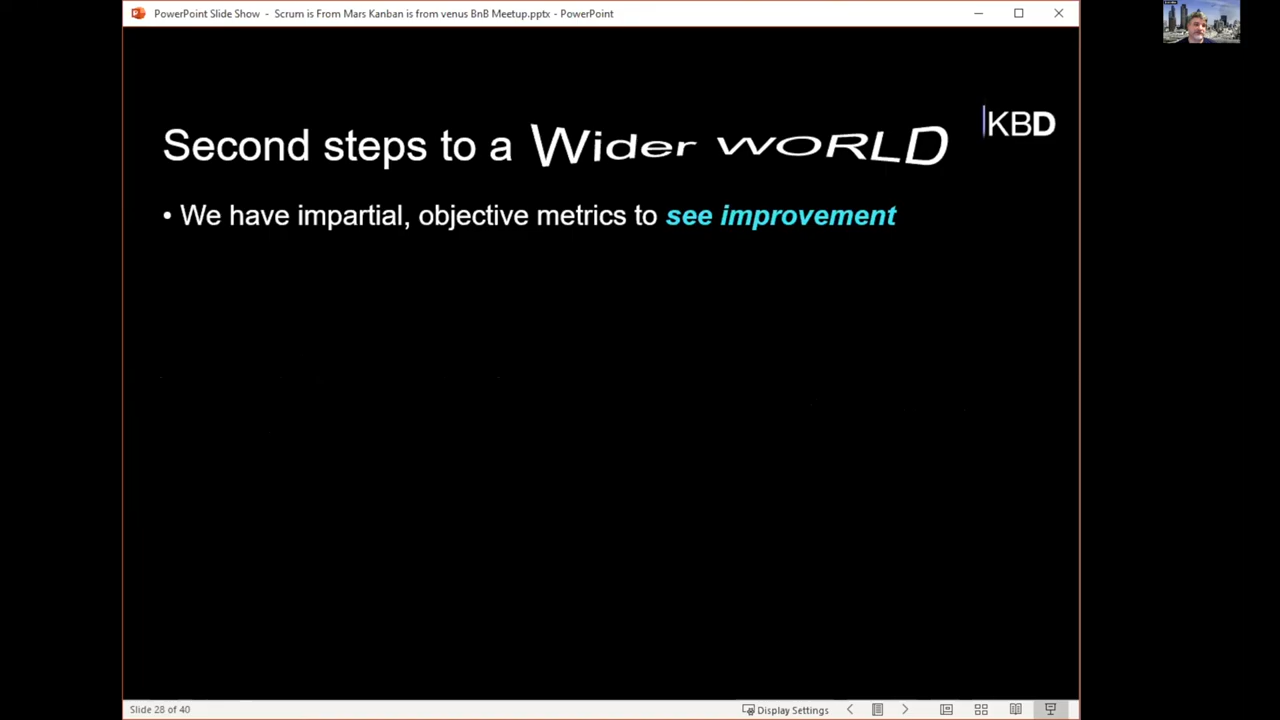 PowerPoint Slide Show - Scrum is From Mars Kanban is from venus BnB Meetup.pptx - PowerPoint
KBD
Second steps to a Wider WORLD
• We have impartial, objective metrics to see improvement
Slide 28 of 40
Display Settings